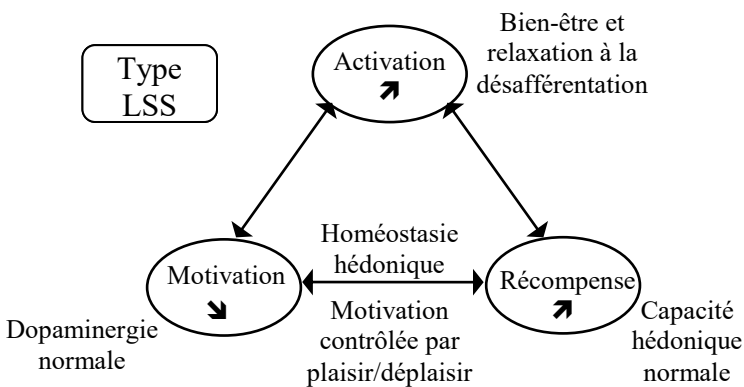 Type
LSS
Activation
↗
Bien-être et
relaxation à la
désafférentation
Motivation
↘
Homéostasie
hédonique
Motivation
contrôlée par
plaisir/déplaisir
Récompense
↗
Dopaminergie
normale
Capacité
hédonique
normale